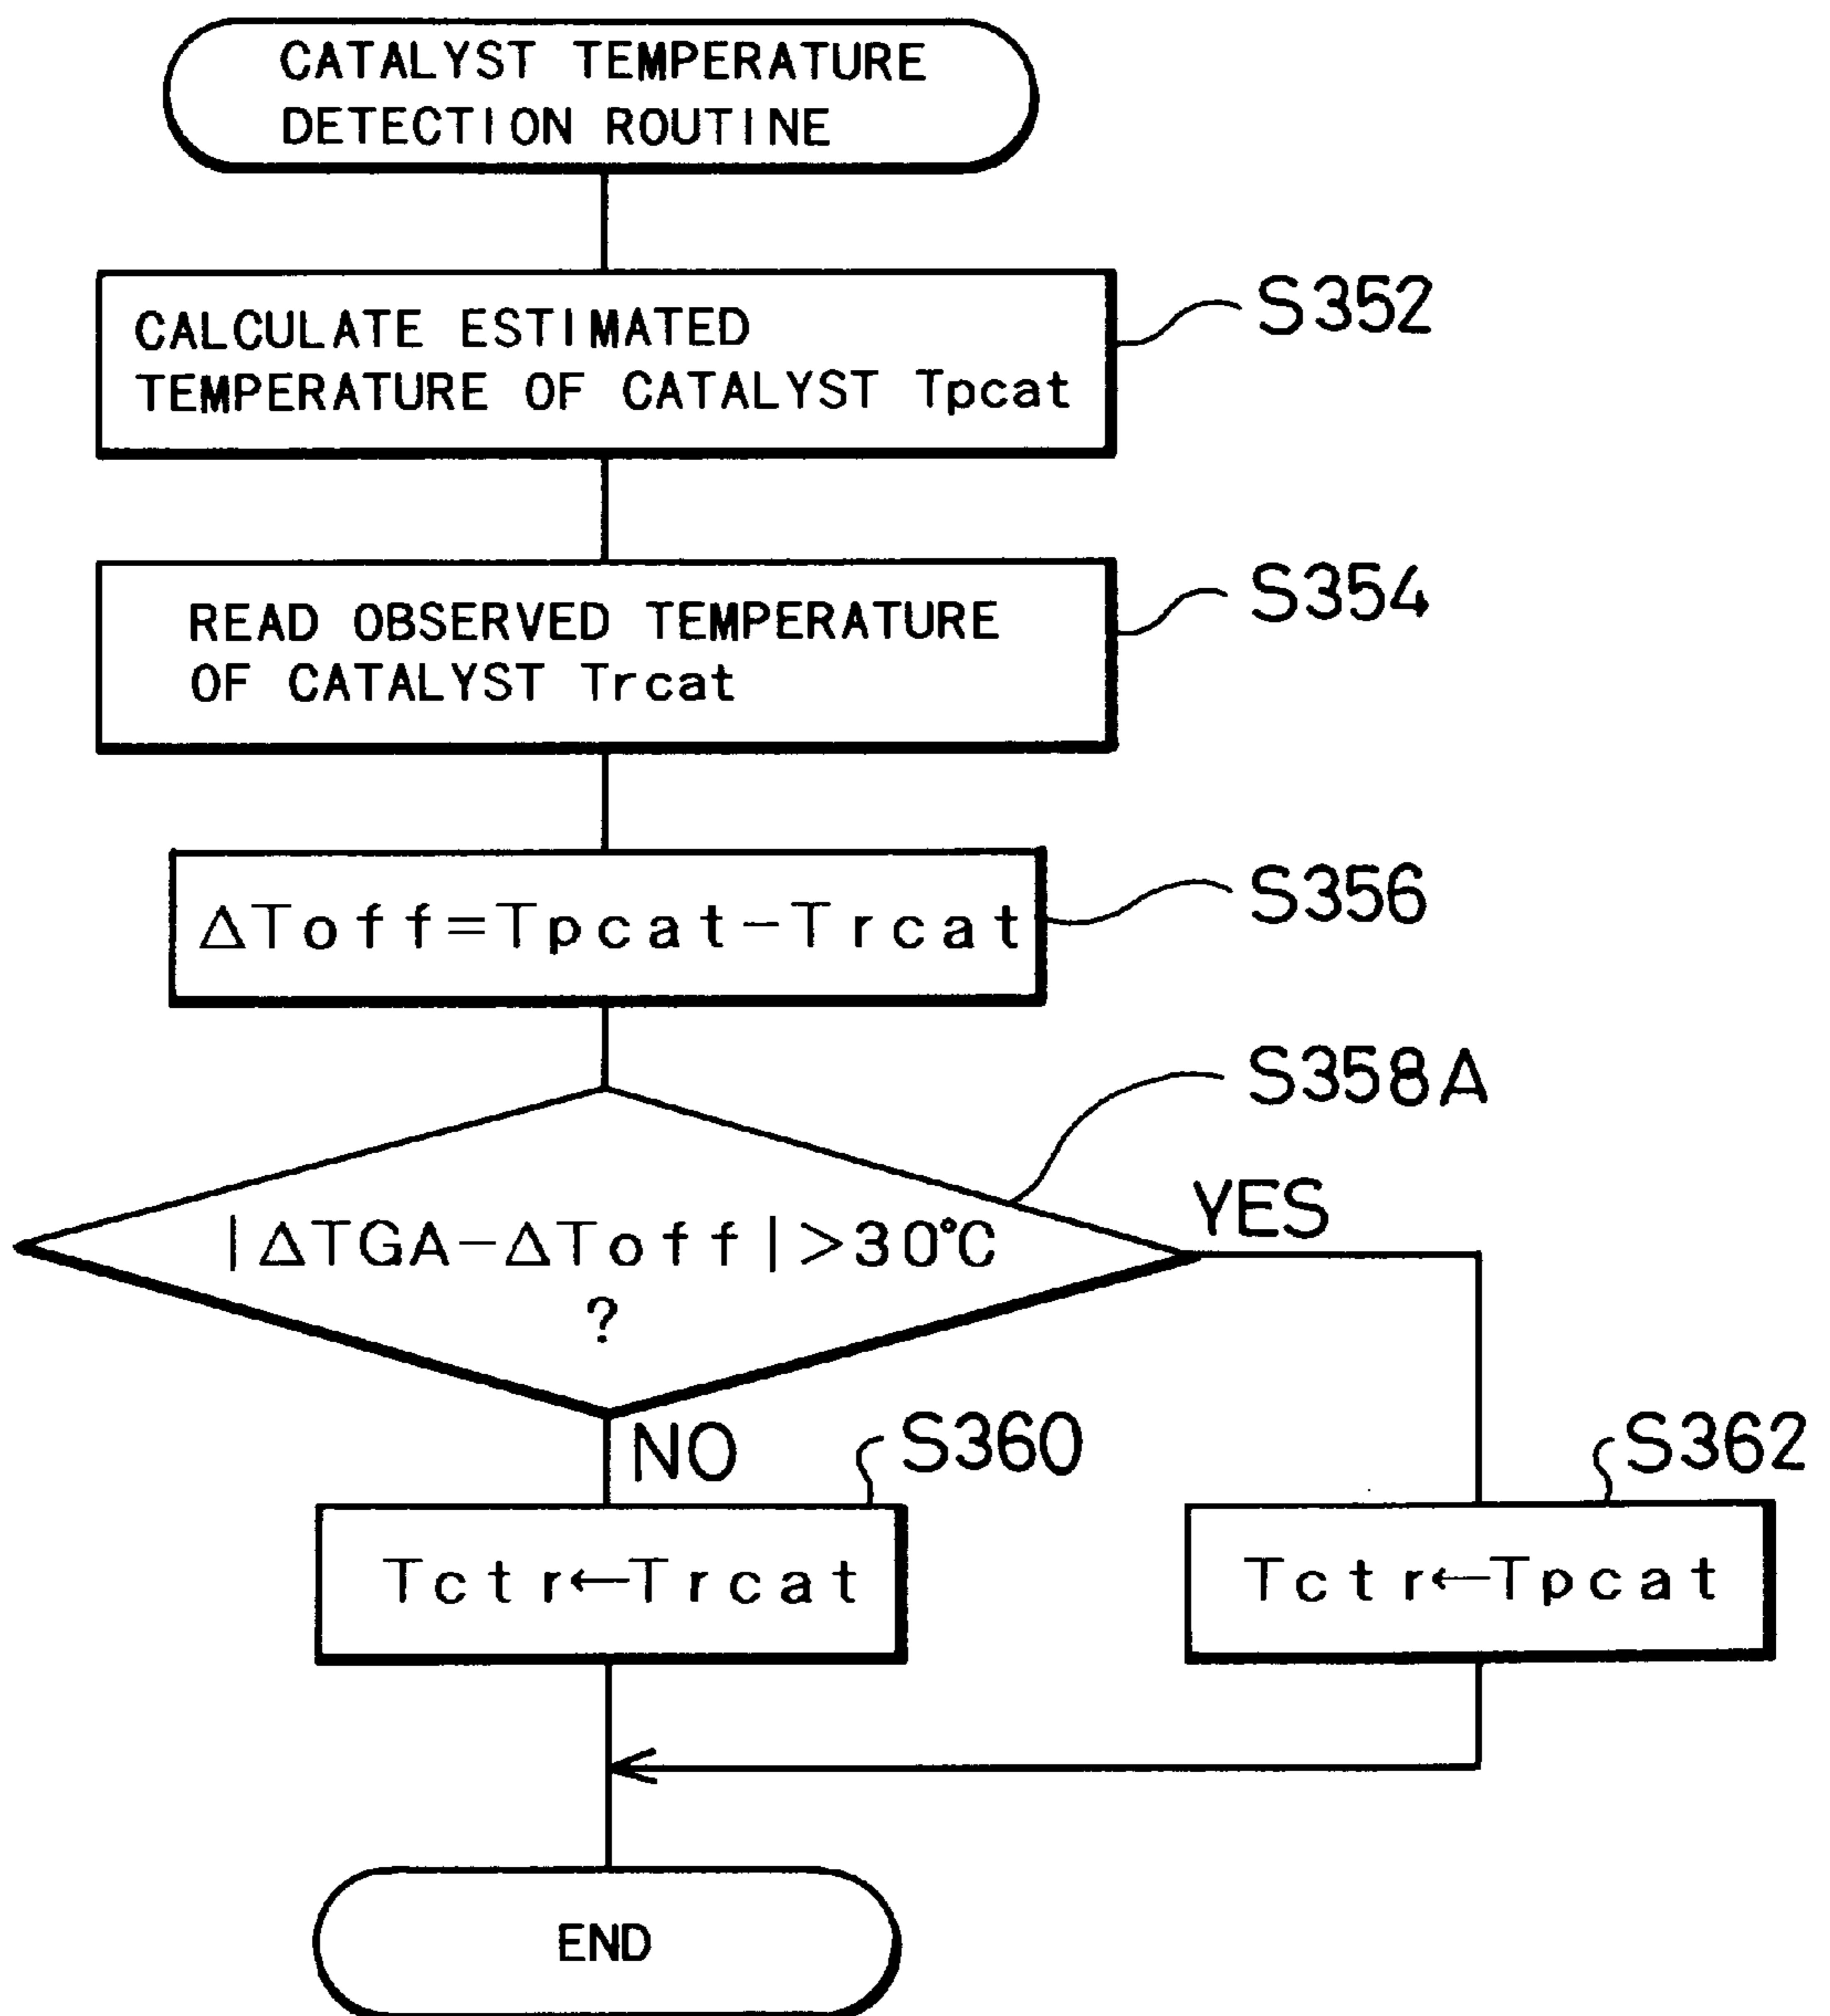 CATALYST TEMPERATURE
DETECTION ROUTINE
CALCULATE ESTIMATED
TEMPERATURE OF CATALYST Tpcat
S352
READ OBSERVED TEMPERATURE
OF CATALYST Trcat
S354
ΔToff=Tpcat−Trcat
S356
S358A
|ΔTGA−ΔToff|>30℃
?
YES
NO
S360
S362
Tctr←Trcat
Tctr←Tpcat
END